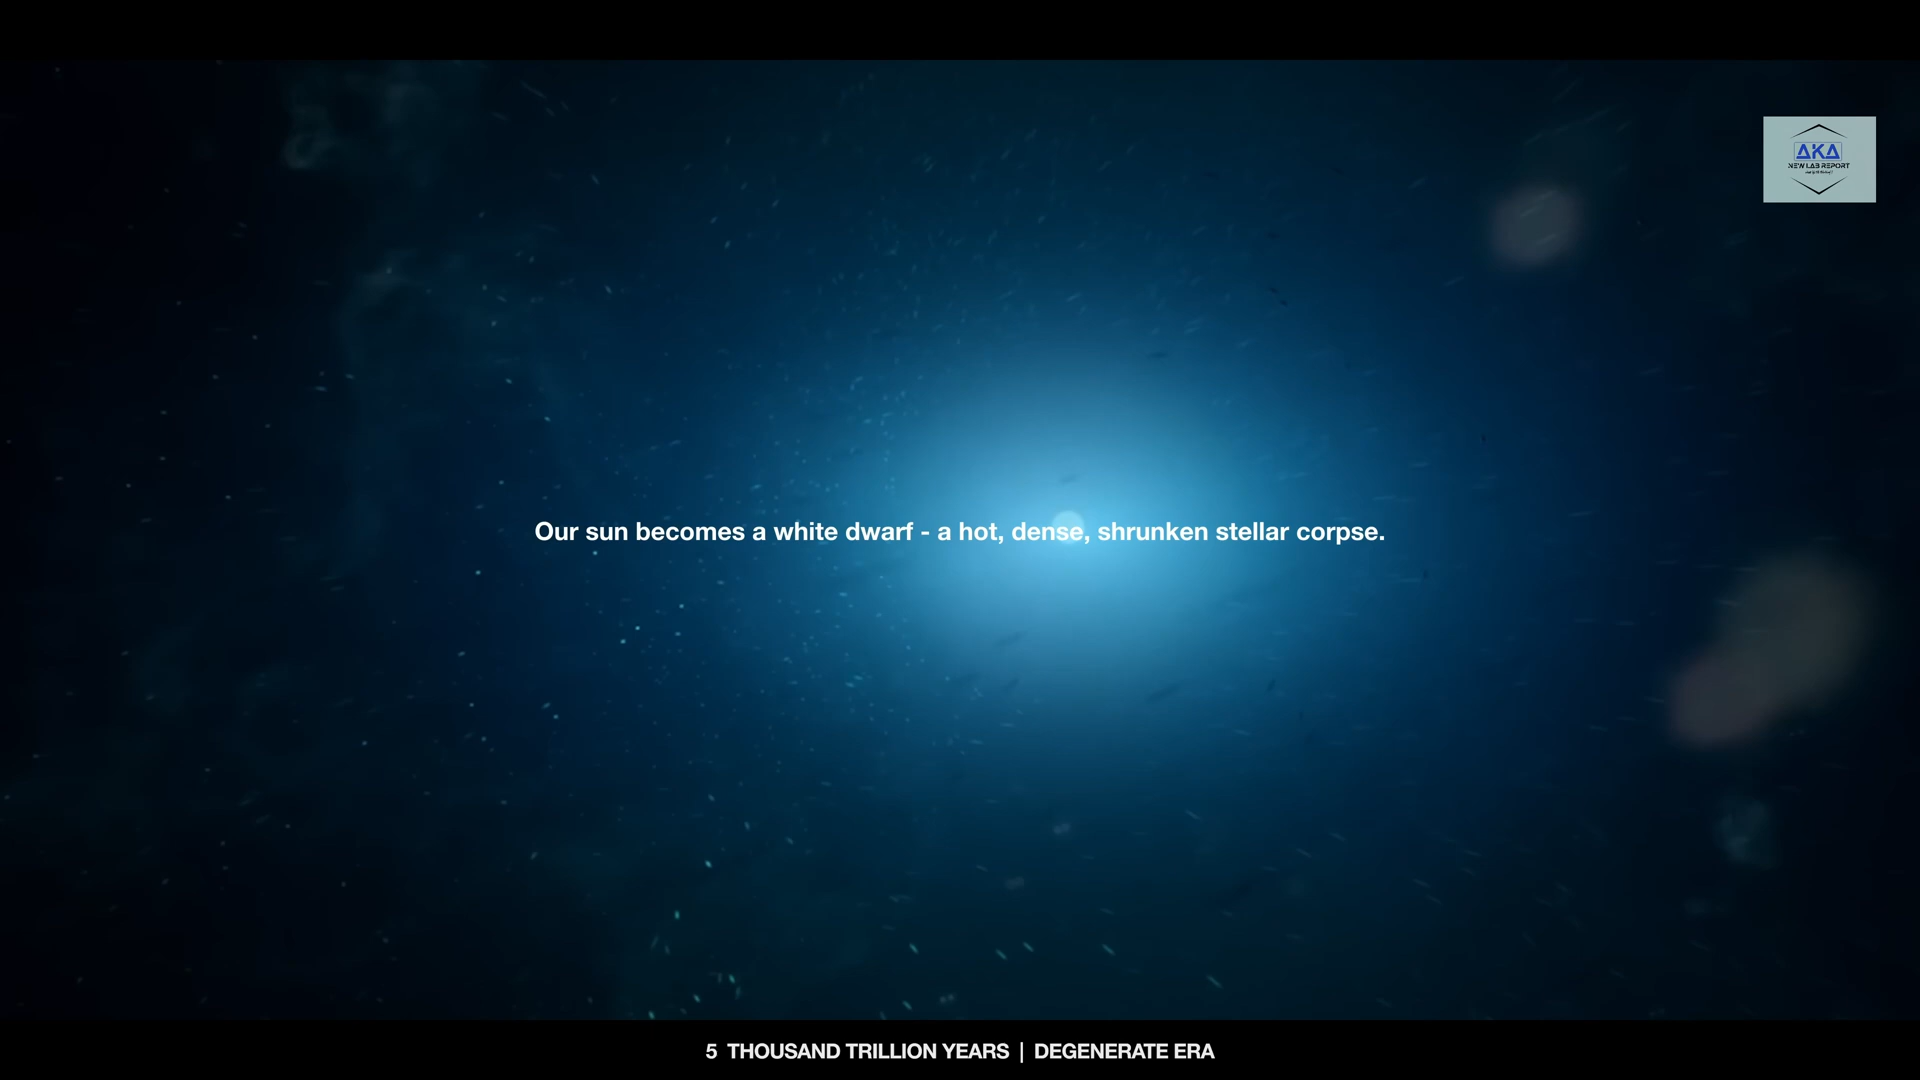 AKA
NEW LAB REPORT
Our sun becomes a white dwarf - a hot, dense, shrunken stellar corpse.
5 THOUSAND TRILLION YEARS | DEGENERATE ERA